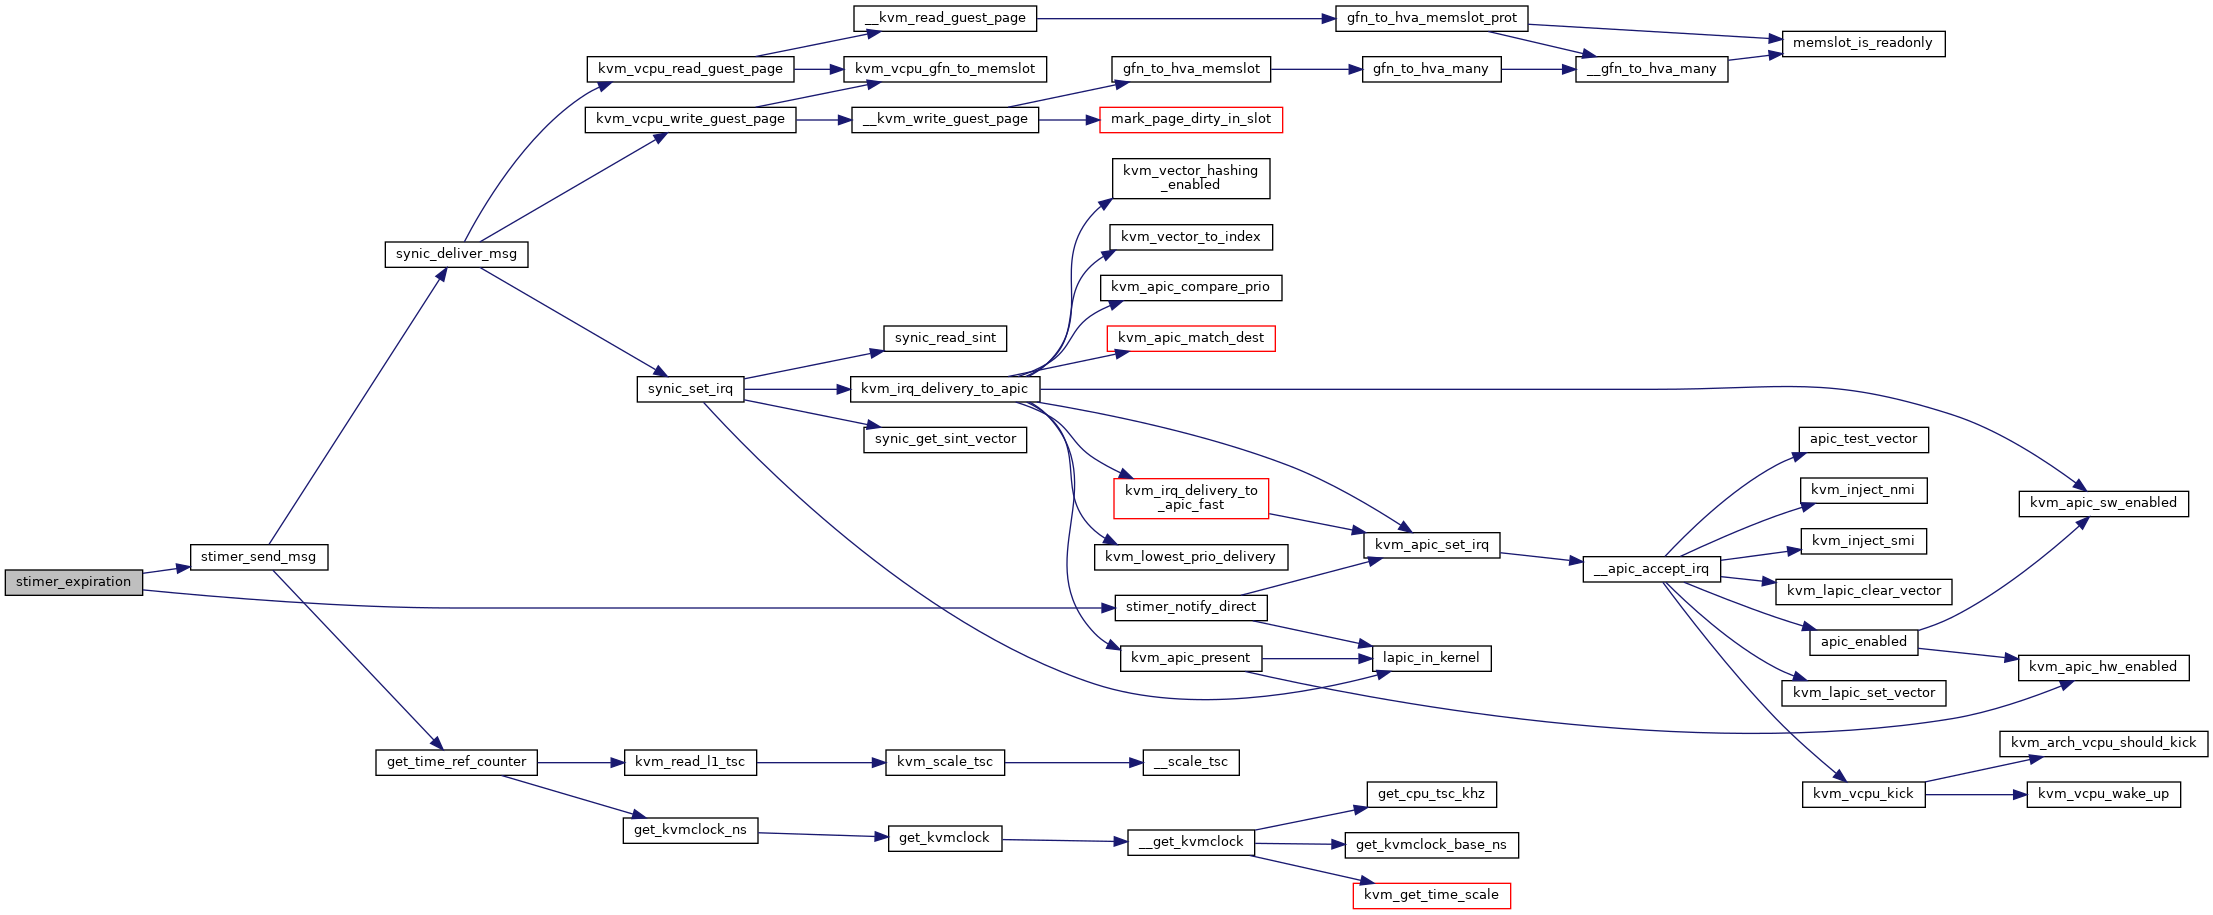 __kvm_read_guest_page
gfn_to_hva_memslot_prot
memslot_is_readonly
kvm_vcpu_read_guest_page
kvm_vcpu_gfn_to_memslot
gfn_to_hva_memslot
gfn_to_hva_many
__gfn_to_hva_many
kvm_vcpu_write_guest_page
__kvm_write_guest_page
mark_page_dirty_in_slot
kvm_vector_hashing
_enabled
kvm_vector_to_index
synic_deliver_msg
kvm_apic_compare_prio
synic_read_sint
kvm_apic_match_dest
synic_set_irq
kvm_irq_delivery_to_apic
synic_get_sint_vector
apic_test_vector
kvm_irq_delivery_to
_apic_fast
kvm_inject_nmi
kvm_apic_sw_enabled
kvm_apic_set_irq
kvm_inject_smi
stimer_send_msg
kvm_lowest_prio_delivery
__apic_accept_irq
stimer_expiration
kvm_lapic_clear_vector
stimer_notify_direct
apic_enabled
kvm_apic_present
lapic_in_kernel
kvm_apic_hw_enabled
kvm_lapic_set_vector
kvm_arch_vcpu_should_kick
get_time_ref_counter
kvm_read_l1_tsc
kvm_scale_tsc
__scale_tsc
get_cpu_tsc_khz
kvm_vcpu_kick
kvm_vcpu_wake_up
get_kvmclock_ns
get_kvmclock
__get_kvmclock
get_kvmclock_base_ns
kvm_get_time_scale